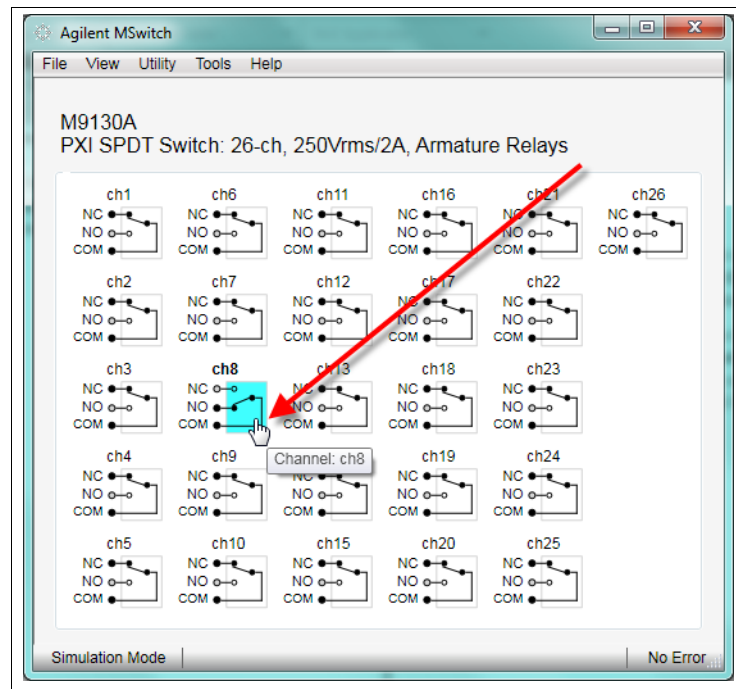 Agilent MSwitch
File View Utility Tools Help
M9130A
PXI SPDT Switch: 26-ch, 250Vrms/2A, Armature Relays
ch1 ch6 ch11 ch16 ch21 ch26
NC NC NC NC NC NC
NO NO NO NO NO NO
COM COM COM COM COM COM
ch2 ch7 ch12 ch17 ch22
NC NC NC NC NC
NO NO NO NO NO
COM COM COM COM COM
ch3 ch8 ch13 ch18 ch23
NC NC NC NC NC
NO NO NO NO NO
COM COM COM COM COM
ch4 ch9 Channel: ch8 ch19 ch24
NC NC NC NC NC
NO NO NO NO NO
COM COM COM COM COM
ch5 ch10 ch15 ch20 ch25
NC NC NC NC NC
NO NO NO NO NO
COM COM COM COM COM
Simulation Mode No Error